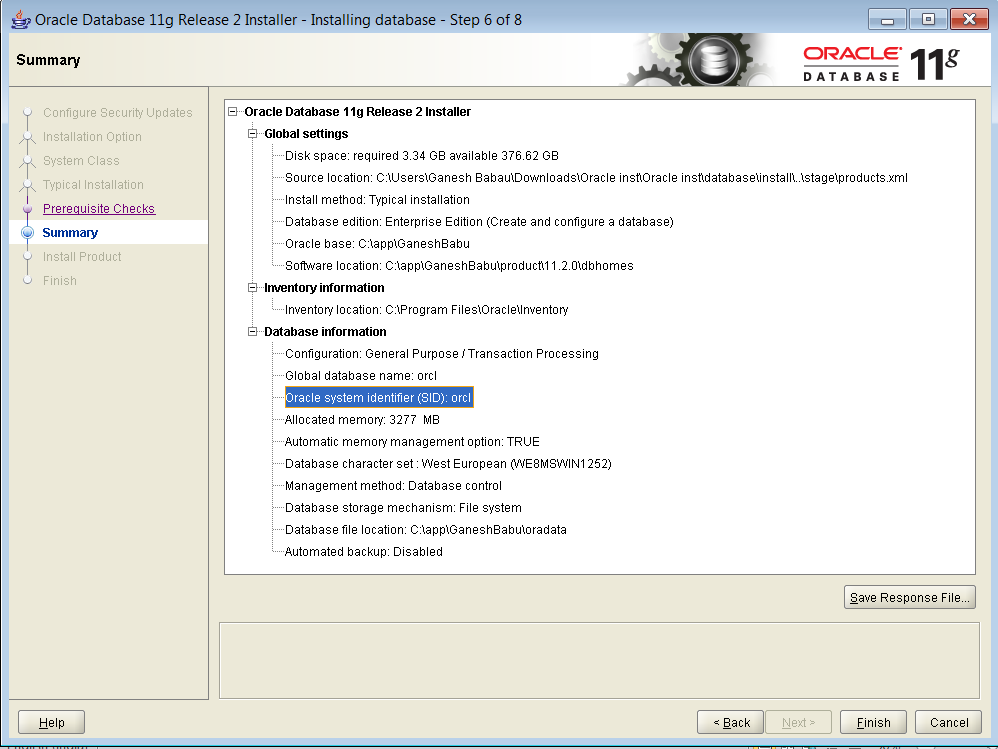 Oracle Database 11g Release 2 Installer - Installing database - Step 6 of 8
Summary
ORACLE 11g
DATABASE
Configure Security Updates
Installation Option
System Class
Typical Installation
Prerequisite Checks
Summary
Install Product
Finish
Oracle Database 11g Release 2 Installer
Global settings
Disk space: required 3.34 GB available 376.62 GB
Source location: C:\Users\Ganesh Babau\Downloads\Oracle inst\Oracle inst\database\install\..\stage\products.xml
Install method: Typical installation
Database edition: Enterprise Edition (Create and configure a database)
Oracle base: C:\app\GaneshBabu
Software location: C:\app\GaneshBabu\product\11.2.0\dbhomes
Inventory information
Inventory location: C:\Program Files\Oracle\Inventory
Database information
Configuration: General Purpose / Transaction Processing
Global database name: orcl
Oracle system identifier (SID): orcl
Allocated memory: 3277 MB
Automatic memory management option: TRUE
Database character set : West European (WE8MSWIN1252)
Management method: Database control
Database storage mechanism: File system
Database file location: C:\app\GaneshBabu\oradata
Automated backup: Disabled
Save Response File...
Help
< Back
Next >
Finish
Cancel